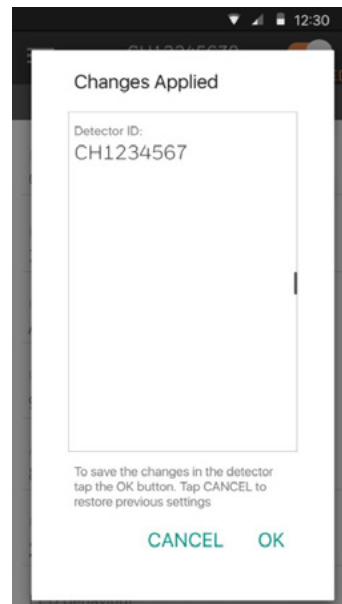 12:30
Changes Applied
Detector ID:
CH1234567
To save the changes in the detector
tap the OK button. Tap CANCEL to
restore previous settings
CANCEL OK